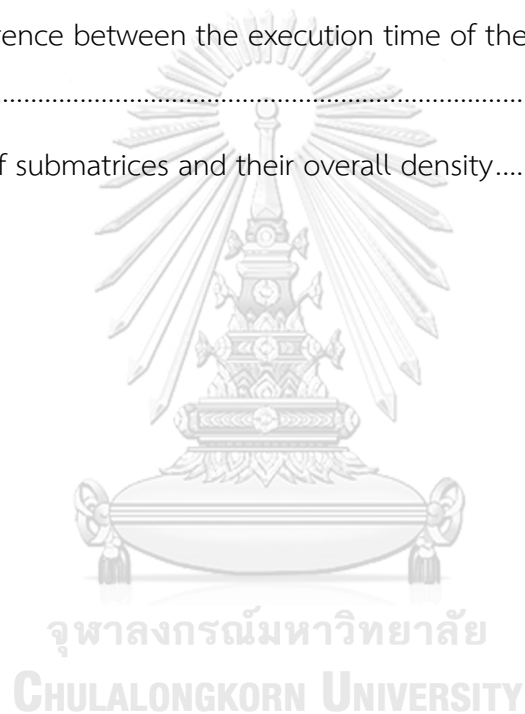 rence between the execution time of the
................................................................................
f submatrices and their overall density....
จุฬาลงกรณ์มหาวิทยาลัย
CHULALONGKORN UNIVERSITY